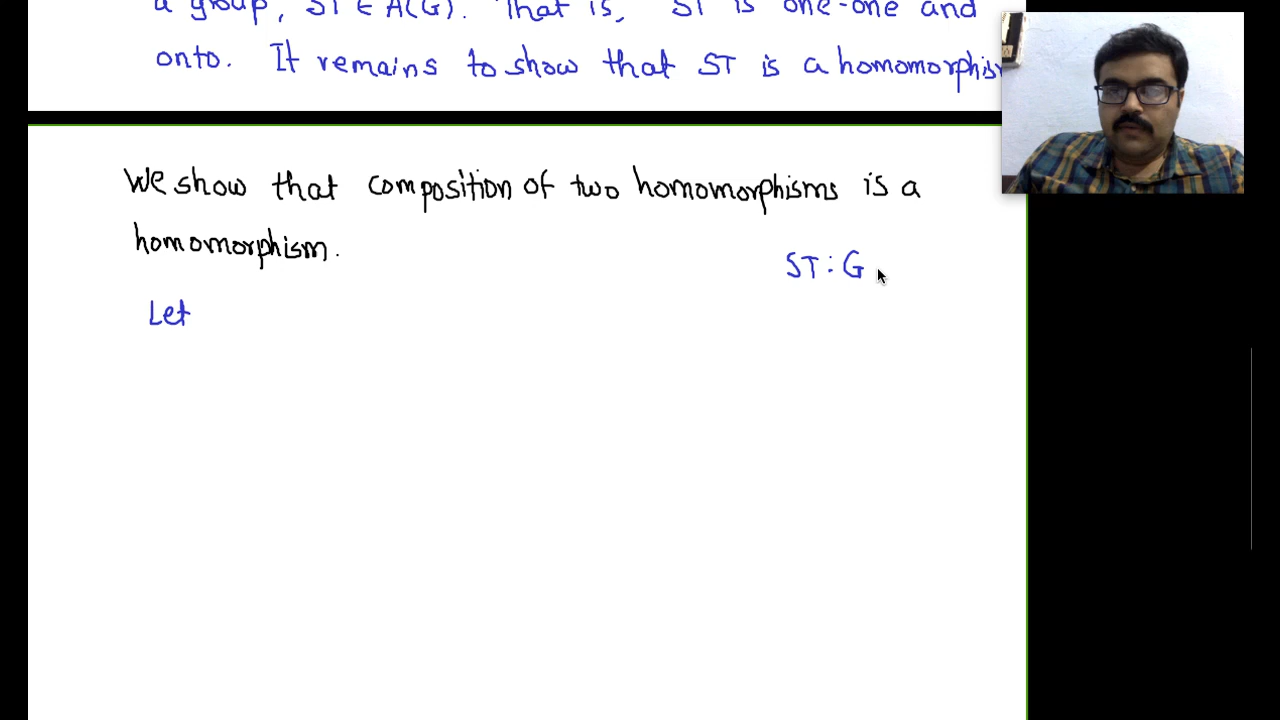 a group, ST ∈ A(G). That is, ST is one-one and
onto. It remains to show that ST is a homomorphism
We show that composition of two homomorphisms is a
homomorphism.
ST : G
Let